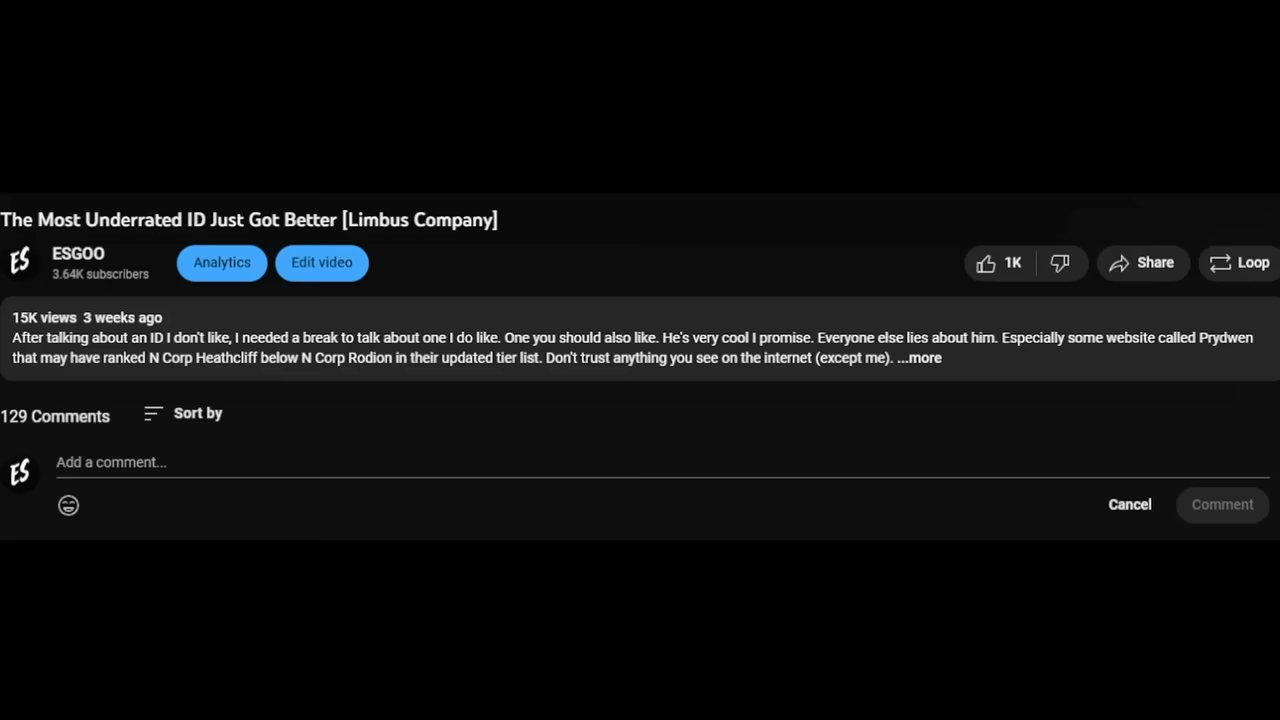 The Most Underrated ID Just Got Better [Limbus Company]
ES
ESGOO
3.64K subscribers
Analytics
Edit video
1K
Share
Loop
15K views 3 weeks ago
After talking about an ID I don't like, I needed a break to talk about one I do like. One you should also like. He's very cool I promise. Everyone else lies about him. Especially some website called Prydwen
that may have ranked N Corp Heathcliff below N Corp Rodion in their updated tier list. Don't trust anything you see on the internet (except me). ...more
129 Comments
Sort by
ES
Add a comment...
Cancel
Comment